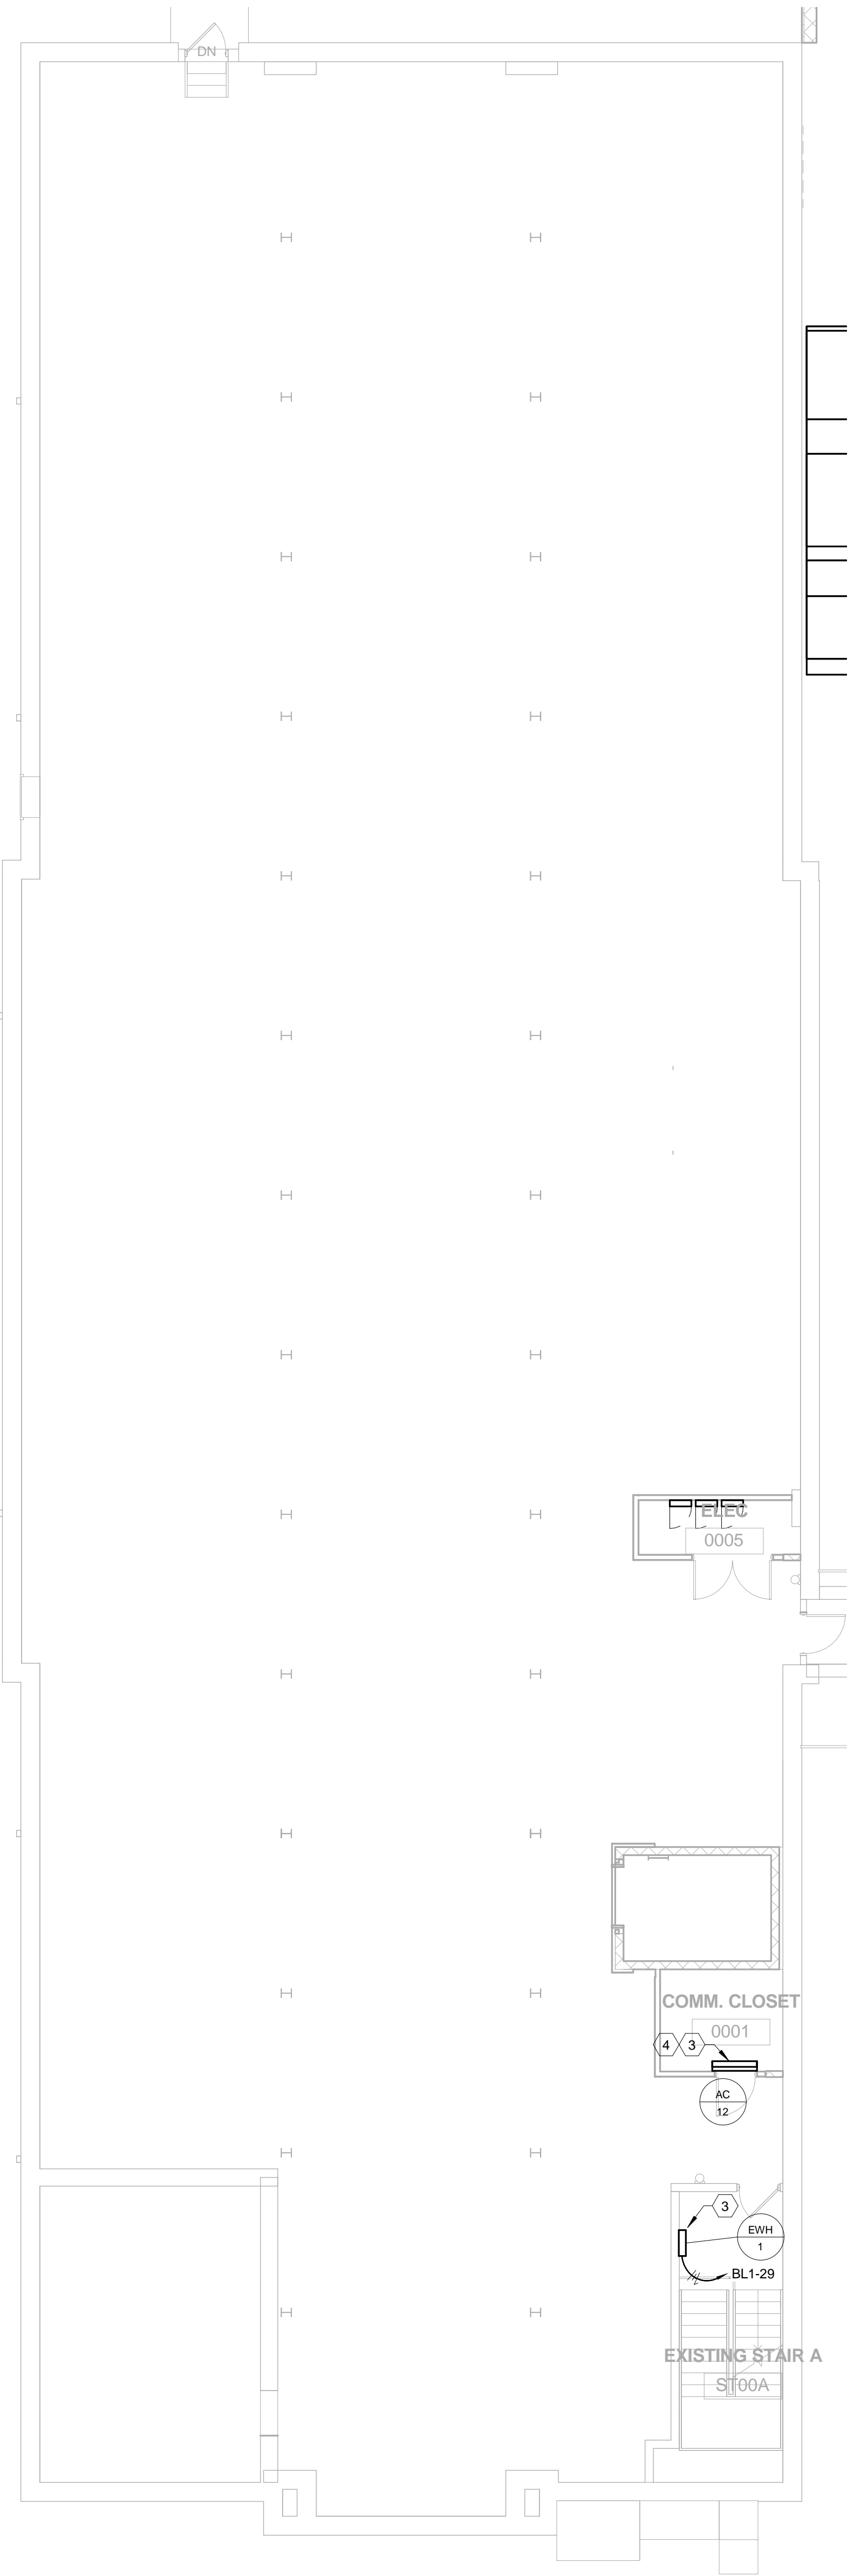 DN
ELEC
0005
COMM. CLOSET
0001
4 3
AC
12
3
EWH
1
BL1-29
EXISTING STAIR A
ST00A